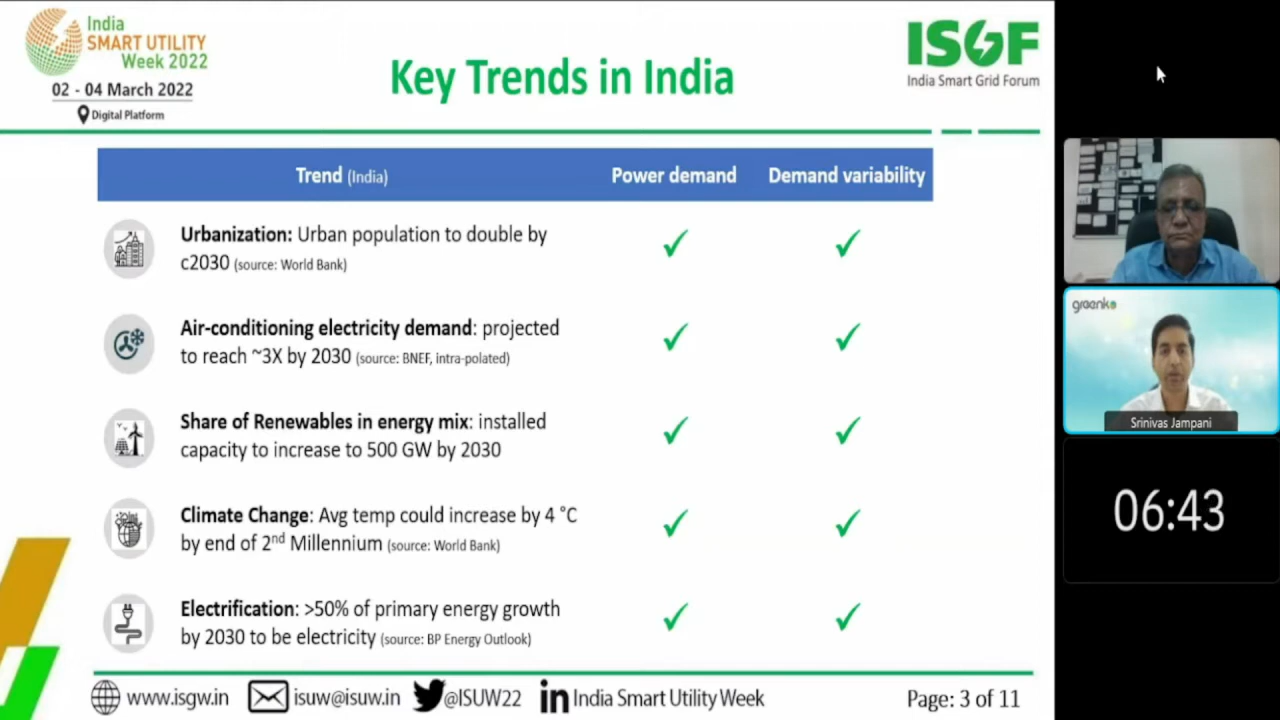 India
SMART UTILITY
Week 2022
02 - 04 March 2022
Digital Platform
Key Trends in India
ISGF
India Smart Grid Forum
Trend (India) Power demand Demand variability
Urbanization: Urban population to double by
c2030 (source: World Bank)
Air-conditioning electricity demand: projected
to reach ~3X by 2030 (source: BNEF, intra-polated)
Share of Renewables in energy mix: installed
capacity to increase to 500 GW by 2030
Climate Change: Avg temp could increase by 4 °C
by end of 2nd Millennium (source: World Bank)
Electrification: >50% of primary energy growth
by 2030 to be electricity (source: BP Energy Outlook)
www.isgw.in isuw@isuw.in @ISUW22 in India Smart Utility Week Page: 3 of 11
greenko
Srinivas Jampani
06:43